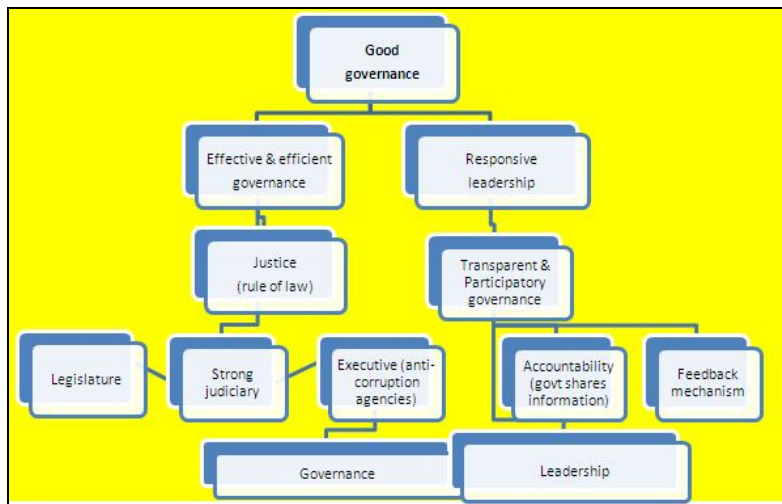 Good
governance
Effective & efficient
governance
Responsive
leadership
Justice
(rule of law)
Transparent &
Participatory
governance
Legislature
Strong
judiciary
Executive (anti-
corruption
agencies)
Accountability
(govt shares
information)
Feedback
mechanism
Governance
Leadership